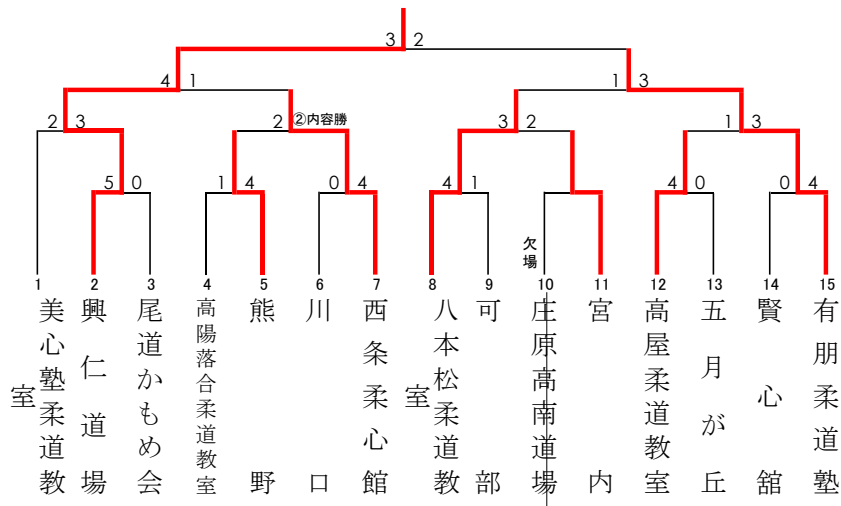 3 2
4 1
1 3
2 3
2 ②内容勝
3 2
1 3
5 0
1 4
0 4
4 1
4 0
0 4
欠場
1 2 3 4 5 6 7 8 9 10 11 12 13 14 15
美心塾柔道教室
興仁道場
尾道かもめ会
高陽落合柔道教室
熊野
川口
西条柔心館
八本松柔道教室
可部
庄原高南道場
宮内
高屋柔道教室
五月が丘
賢心舘
有朋柔道塾